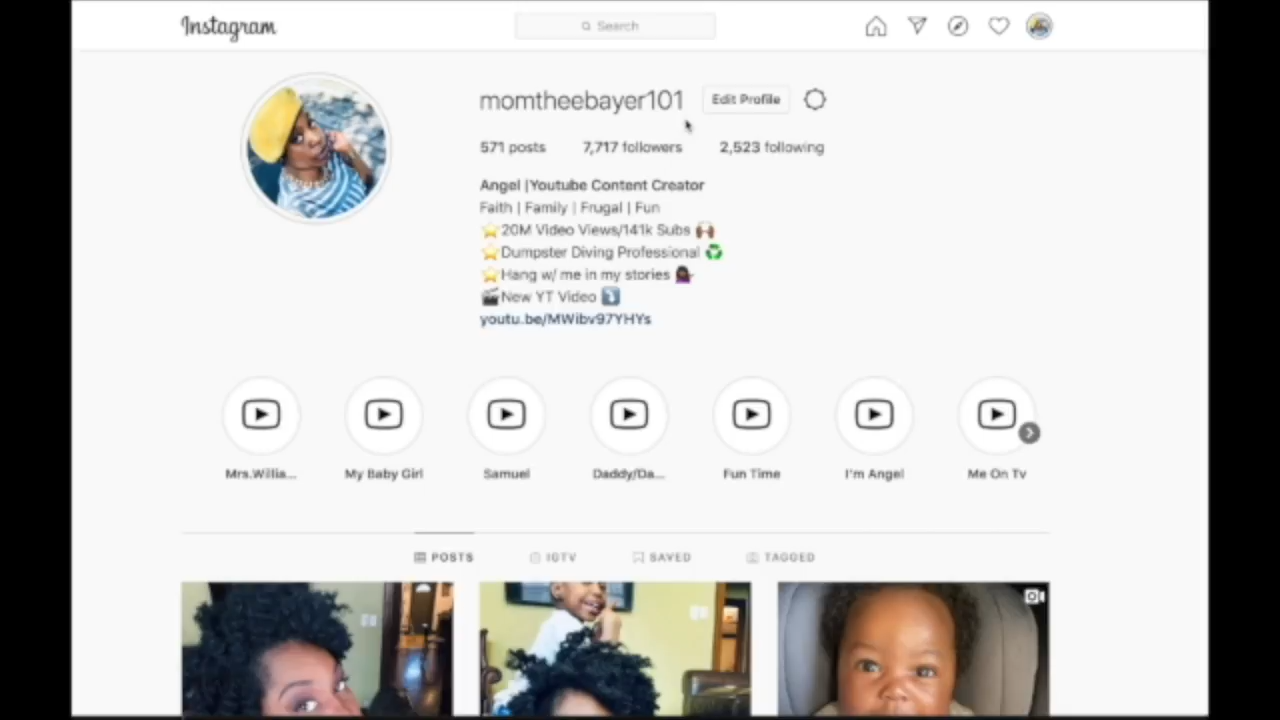 Instagram
Search
momtheebayer101 Edit Profile
571 posts 7,717 followers 2,523 following
Angel |Youtube Content Creator
Faith | Family | Frugal | Fun
⭐20M Video Views/141k Subs 🙌🏾
⭐Dumpster Diving Professional ♻️
⭐Hang w/ me in my stories 💁🏿‍♀️
🎬New YT Video ⤵️
youtu.be/MWibv97YHYs
Mrs.Willia... My Baby Girl Samuel Daddy/Da... Fun Time I'm Angel Me On Tv
POSTS IGTV SAVED TAGGED